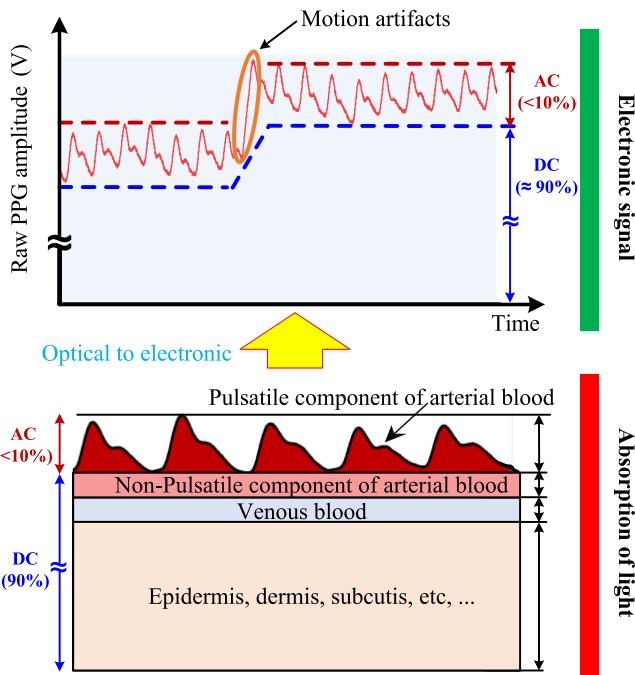 Motion artifacts
Raw PPG amplitude (V)
AC
(<10%)
DC
(≈ 90%)
Electronic signal
Time
Optical to electronic
Pulsatile component of arterial blood
AC
<10%)
Non-Pulsatile component of arterial blood
Venous blood
DC
(90%)
Epidermis, dermis, subcutis, etc, ...
Absorption of light